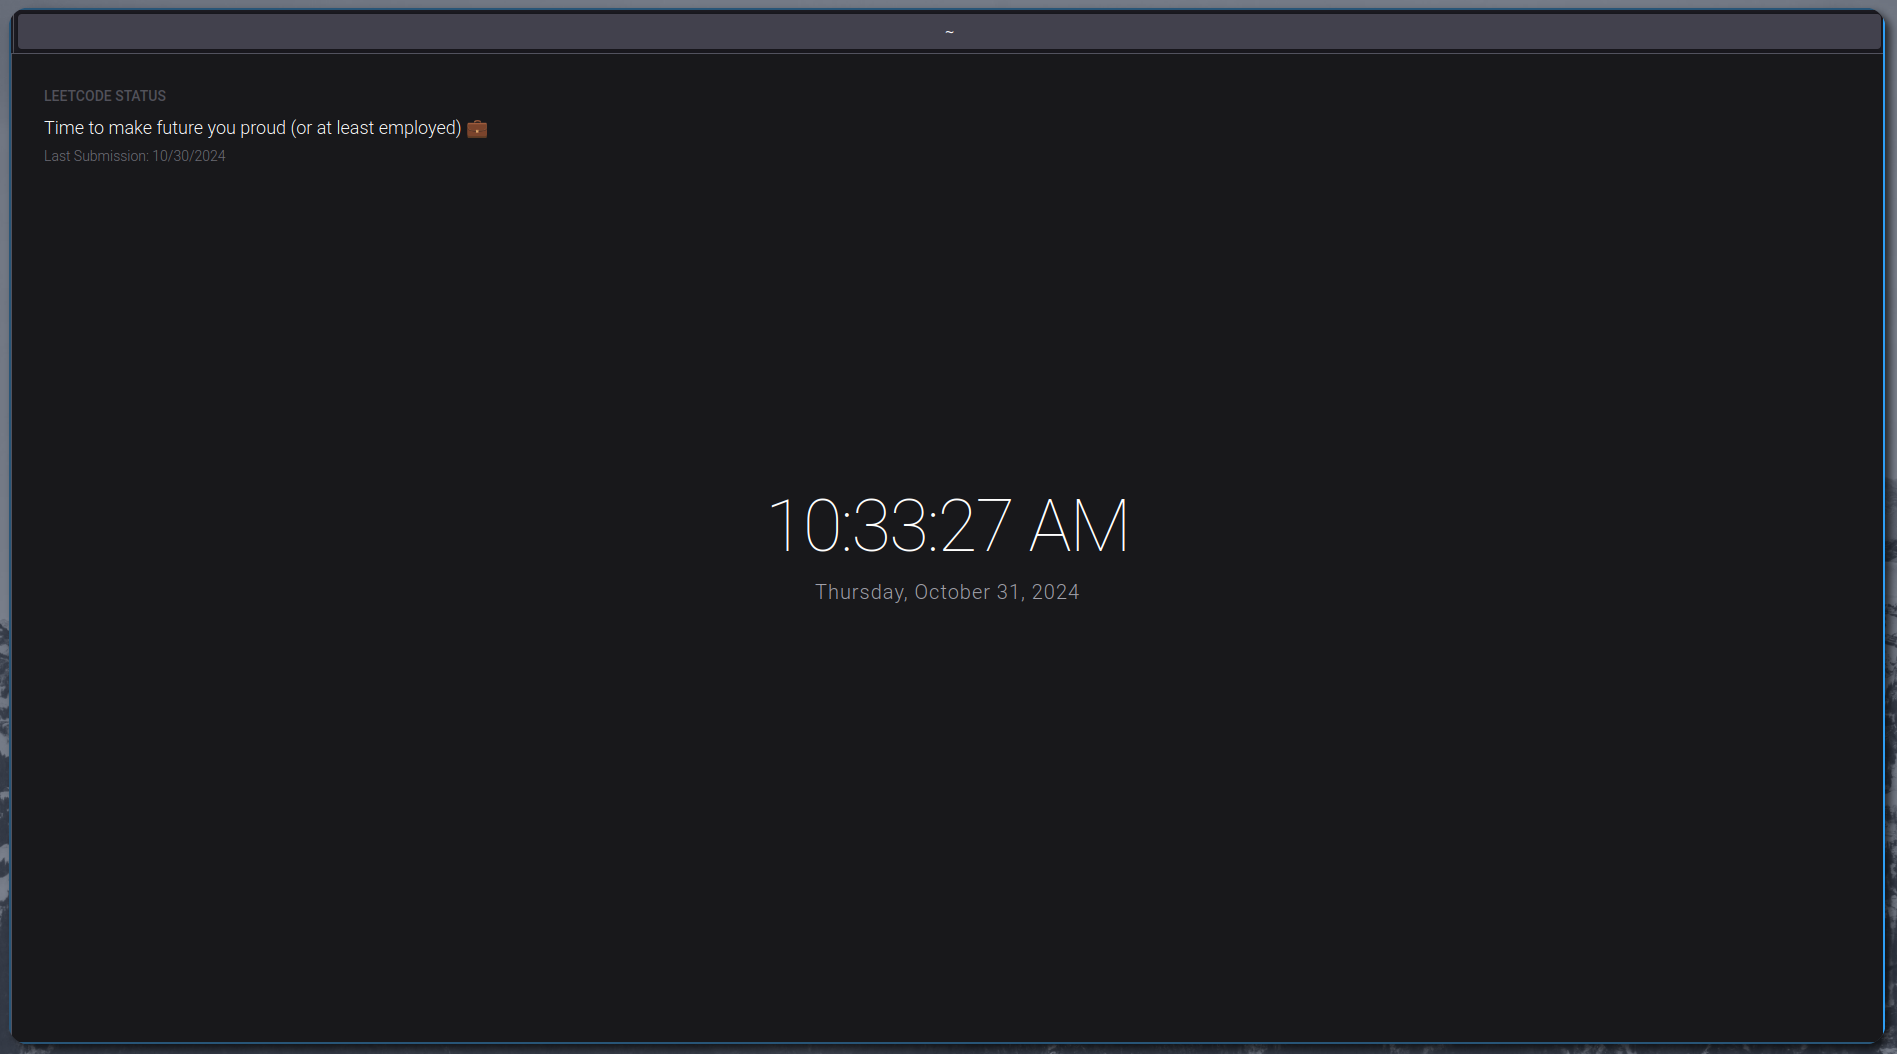 ~
LEETCODE STATUS
Time to make future you proud (or at least employed) 💼
Last Submission: 10/30/2024
10:33:27 AM
Thursday, October 31, 2024